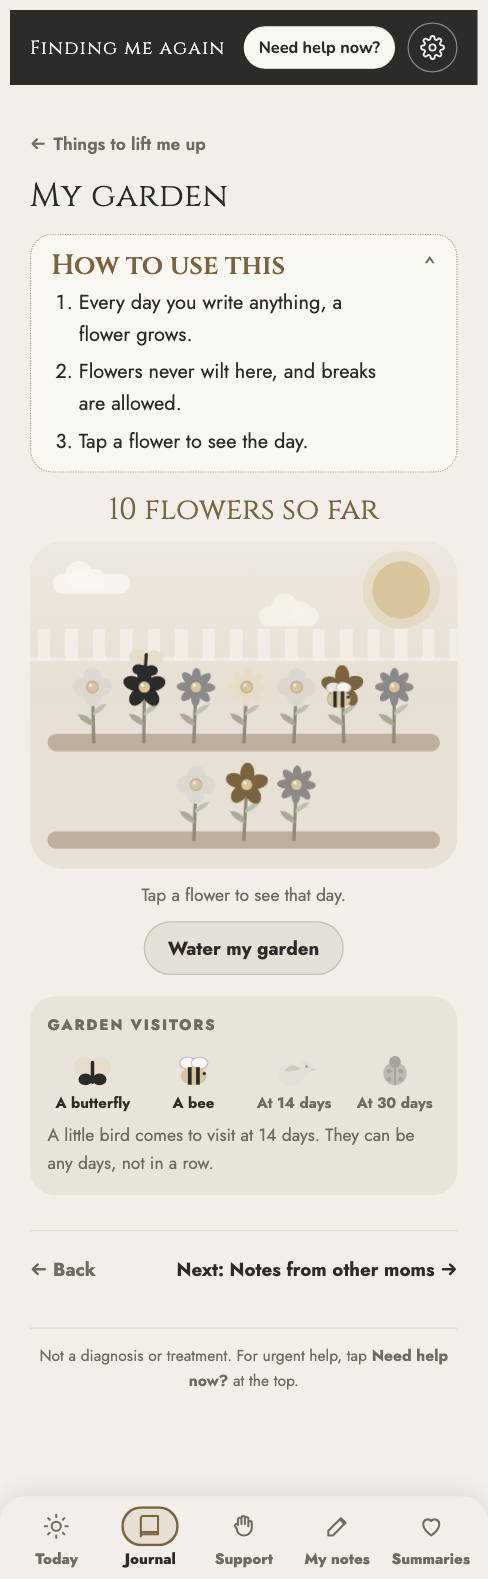 Finding me again
Need help now?
← Things to lift me up
My garden
How to use this
1. Every day you write anything, a
flower grows.
2. Flowers never wilt here, and breaks
are allowed.
3. Tap a flower to see the day.
10 flowers so far
Tap a flower to see that day.
Water my garden
GARDEN VISITORS
A butterfly
A bee
At 14 days
At 30 days
A little bird comes to visit at 14 days. They can be
any days, not in a row.
← Back
Next: Notes from other moms →
Not a diagnosis or treatment. For urgent help, tap Need help
now? at the top.
Today
Journal
Support
My notes
Summaries